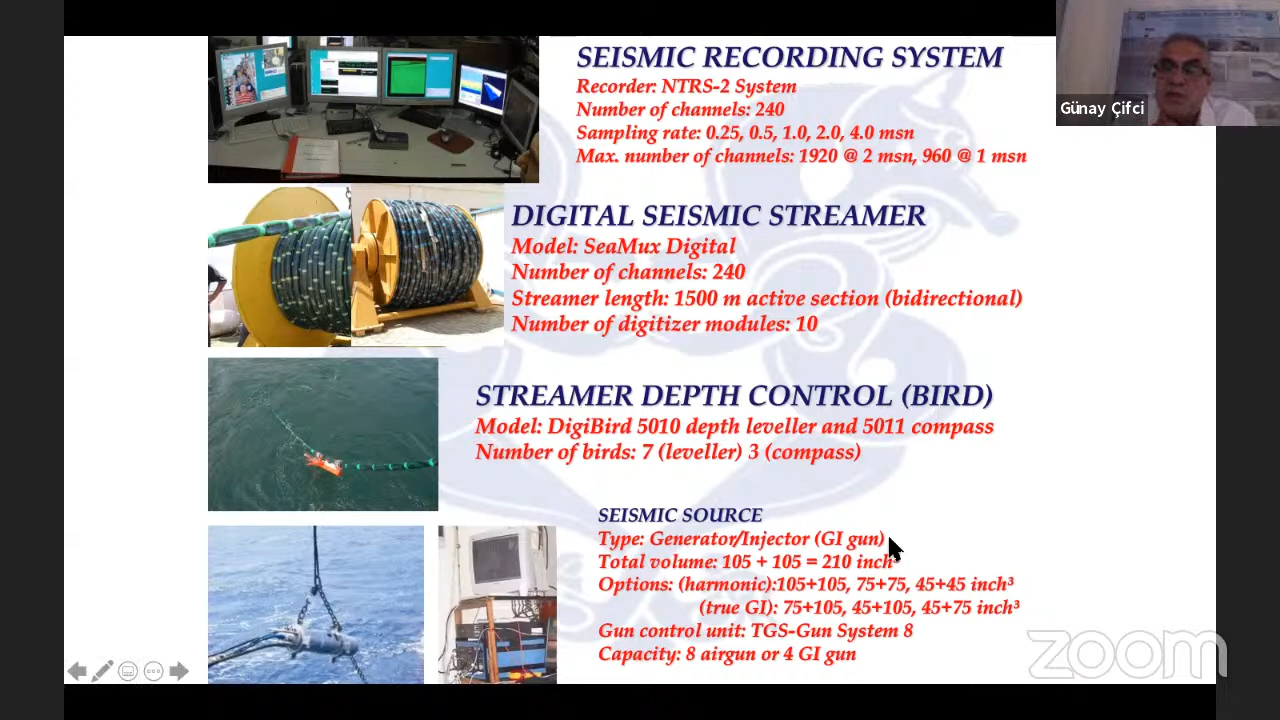 SEISMIC RECORDING SYSTEM
Recorder: NTRS-2 System
Number of channels: 240
Sampling rate: 0.25, 0.5, 1.0, 2.0, 4.0 msn
Max. number of channels: 1920 @ 2 msn, 960 @ 1 msn
Günay Çifci
DIGITAL SEISMIC STREAMER
Model: SeaMux Digital
Number of channels: 240
Streamer length: 1500 m active section (bidirectional)
Number of digitizer modules: 10
STREAMER DEPTH CONTROL (BIRD)
Model: DigiBird 5010 depth leveller and 5011 compass
Number of birds: 7 (leveller) 3 (compass)
SEISMIC SOURCE
Type: Generator/Injector (GI gun)
Total volume: 105 + 105 = 210 inch
Options: (harmonic):105+105, 75+75, 45+45 inch³
(true GI): 75+105, 45+105, 45+75 inch³
Gun control unit: TGS-Gun System 8
Capacity: 8 airgun or 4 GI gun
zoom